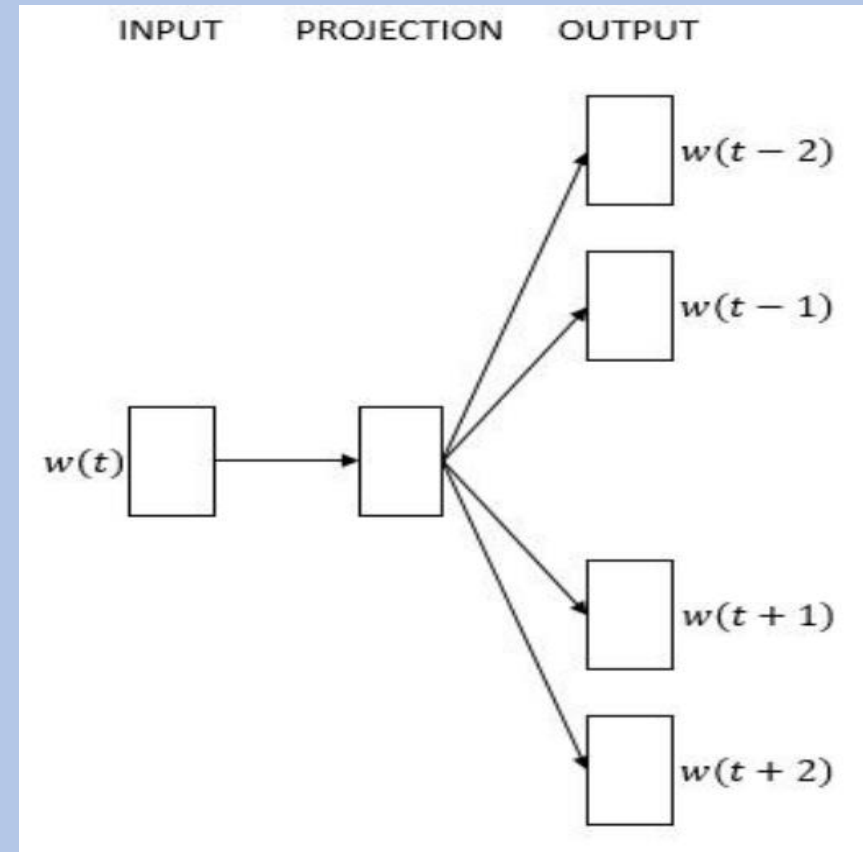 INPUT PROJECTION OUTPUT
w(t − 2)
w(t − 1)
w(t)
w(t + 1)
w(t + 2)